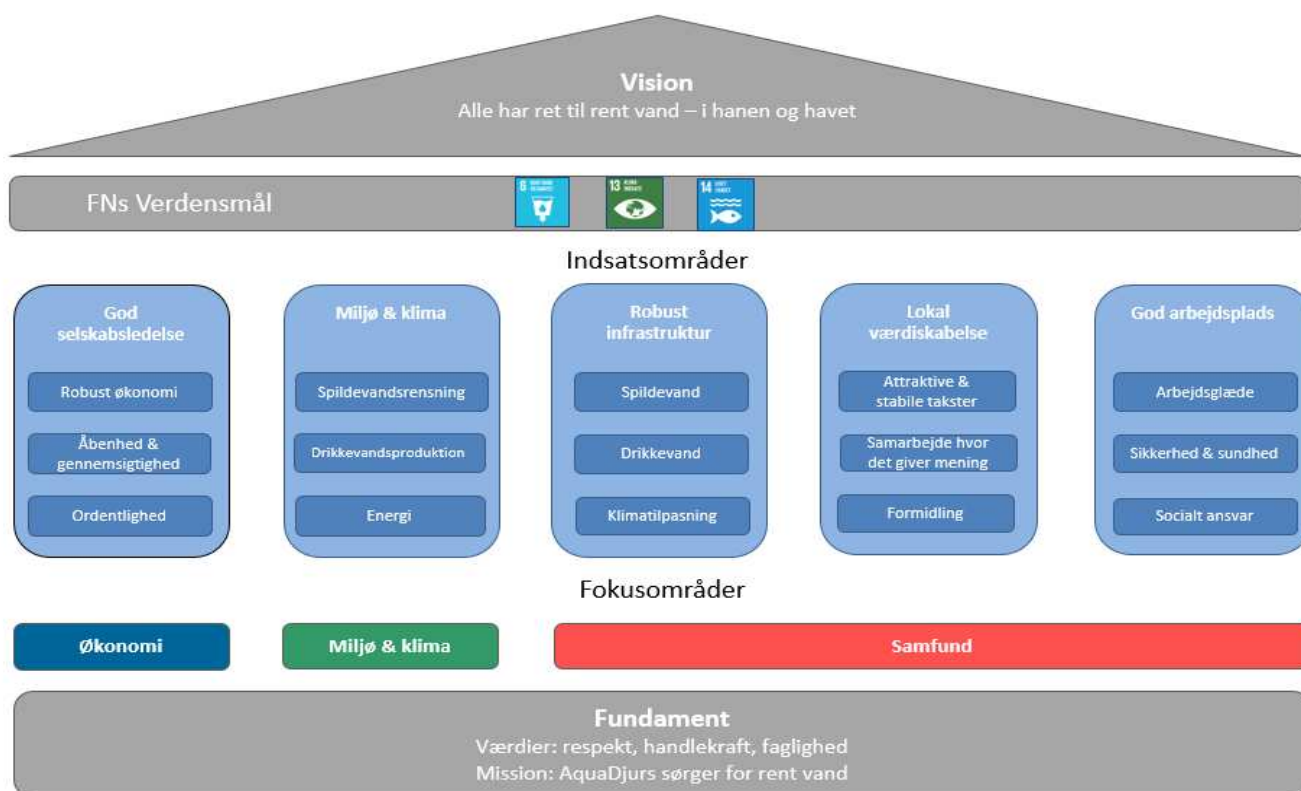 Vision
Alle har ret til rent vand – i hanen og havet
FNs Verdensmål
6
13
14
Indsatsområder
God
selskabsledelse
Robust økonomi
Åbenhed &
gennemsigtighed
Ordentlighed
Miljø & klima
Spildevandsrensning
Drikkevandsproduktion
Energi
Robust
infrastruktur
Spildevand
Drikkevand
Klimatilpasning
Lokal
værdiskabelse
Attraktive &
stabile takster
Samarbejde hvor
det giver mening
Formidling
God arbejdsplads
Arbejdsglæde
Sikkerhed & sundhed
Socialt ansvar
Fokusområder
Økonomi
Miljø & klima
Samfund
Fundament
Værdier: respekt, handlekraft, faglighed
Mission: AquaDjurs sørger for rent vand